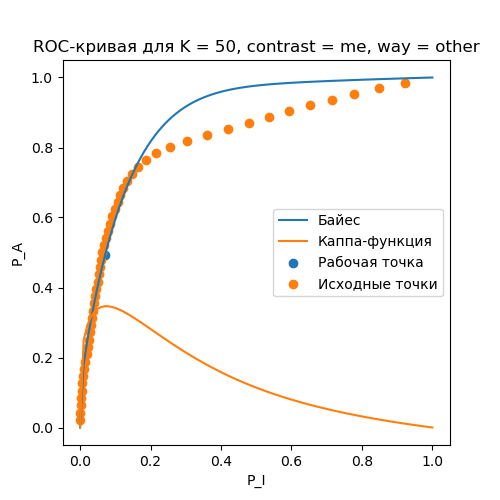 ROC-кривая для K = 50, contrast = me, way = other
1.0
0.8
0.6
0.4
0.2
0.0
P_A
Байес
Каппа-функция
Рабочая точка
Исходные точки
0.0 0.2 0.4 0.6 0.8 1.0
P_I